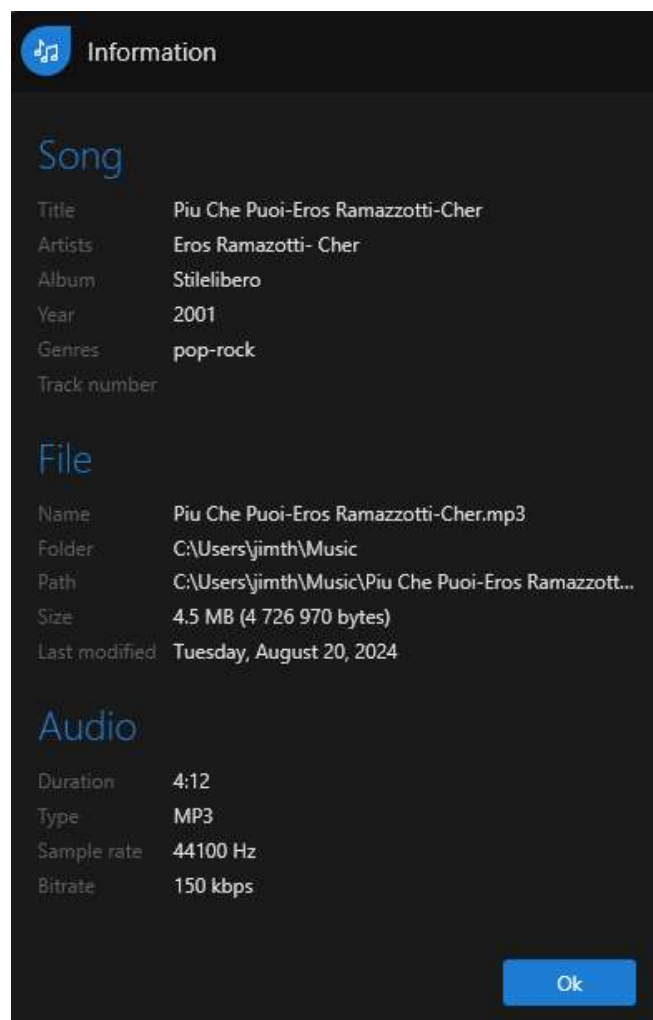 Information
Song
Title Piu Che Puoi-Eros Ramazzotti-Cher
Artists Eros Ramazotti- Cher
Album Stilelibero
Year 2001
Genres pop-rock
Track number
File
Name Piu Che Puoi-Eros Ramazzotti-Cher.mp3
Folder C:\Users\jimth\Music
Path C:\Users\jimth\Music\Piu Che Puoi-Eros Ramazzott...
Size 4.5 MB (4 726 970 bytes)
Last modified Tuesday, August 20, 2024
Audio
Duration 4:12
Type MP3
Sample rate 44100 Hz
Bitrate 150 kbps
Ok